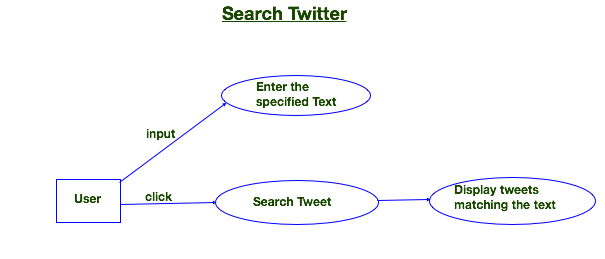 Search Twitter
Enter the
specified Text
input
User
click
Search Tweet
Display tweets
matching the text